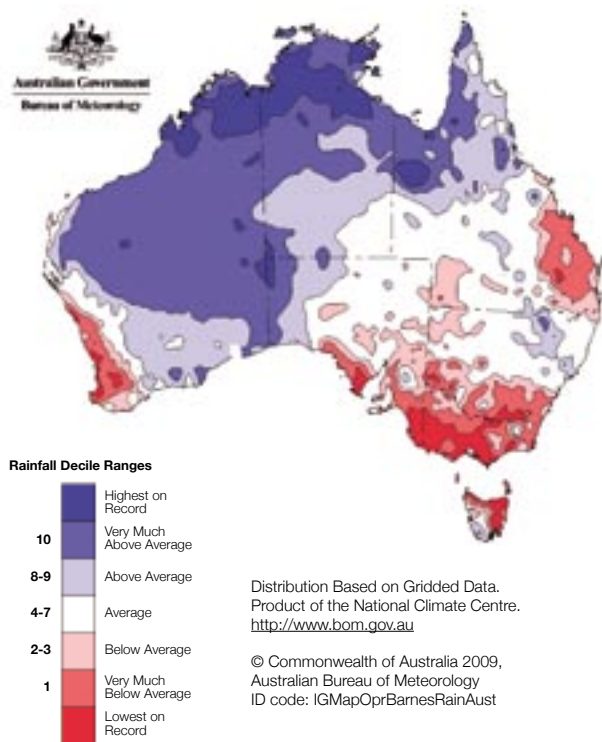 Australian Government
Bureau of Meteorology
Rainfall Decile Ranges
Highest on
Record
10
Very Much
Above Average
8-9
Above Average
4-7
Average
2-3
Below Average
1
Very Much
Below Average
Lowest on
Record
Distribution Based on Gridded Data.
Product of the National Climate Centre.
http://www.bom.gov.au
© Commonwealth of Australia 2009,
Australian Bureau of Meteorology
ID code: IGMapOprBarnesRainAust